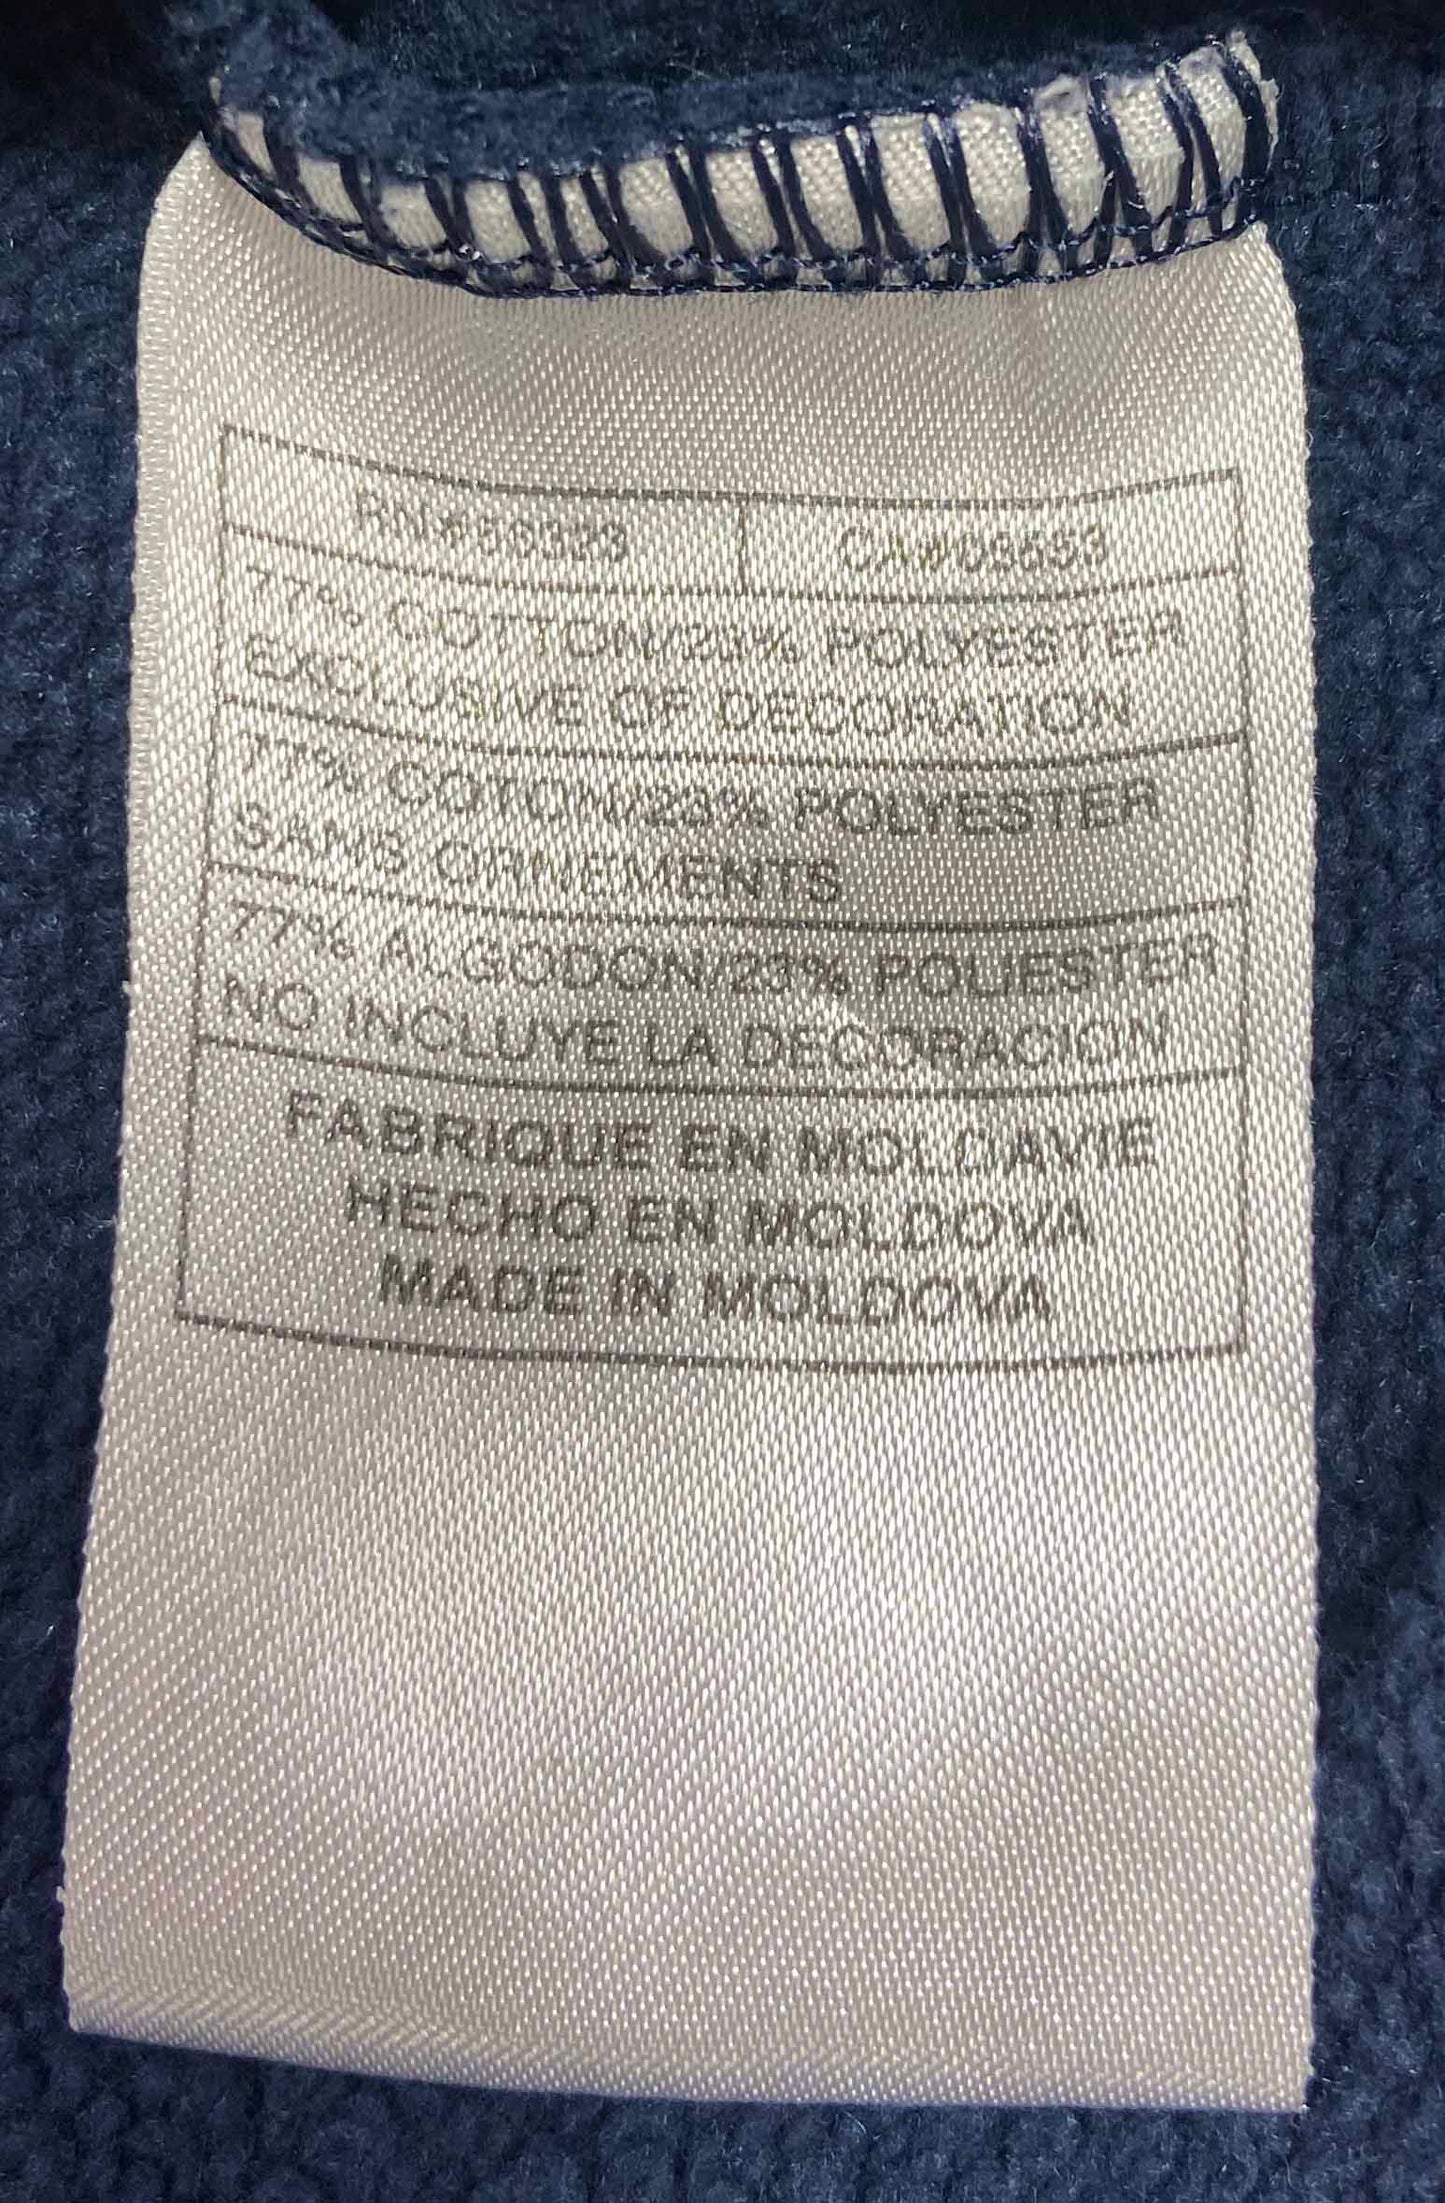 RN#56323 CA#03553
77% COTTON/23% POLYESTER
EXCLUSIVE OF DECORATION
77% COTON/23% POLYESTER
SANS ORNEMENTS
77% ALGODON/23% POLIESTER
NO INCLUYE LA DECORACION
FABRIQUE EN MOLDAVIE
HECHO EN MOLDOVA
MADE IN MOLDOVA